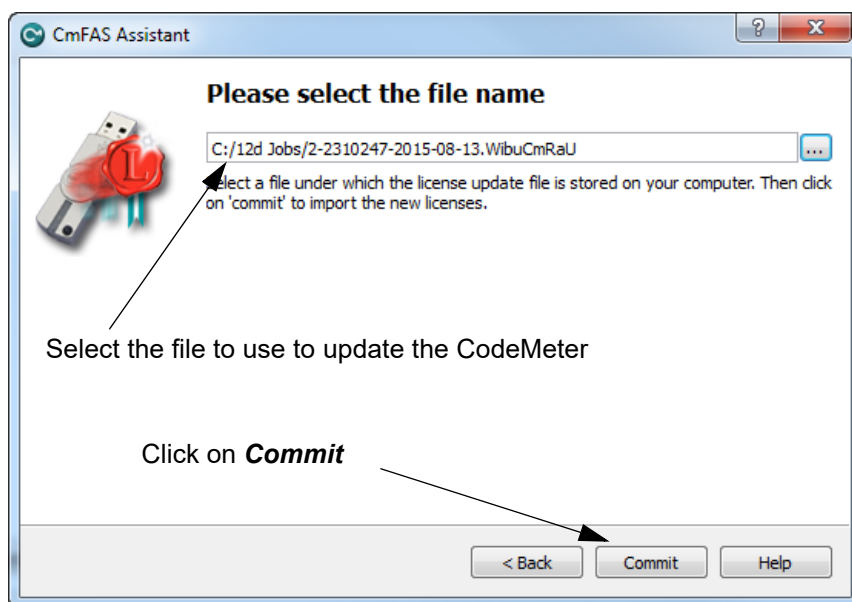 CmFAS Assistant
Please select the file name
C:/12d Jobs/2-2310247-2015-08-13.WibuCmRaU
...
Select a file under which the license update file is stored on your computer. Then click
on 'commit' to import the new licenses.
Select the file to use to update the CodeMeter
Click on Commit
< Back
Commit
Help